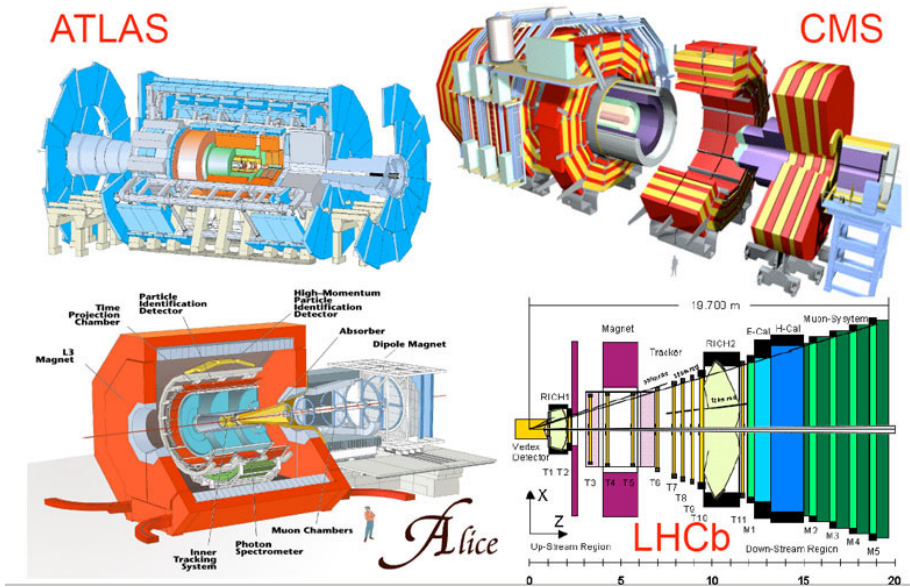 ATLAS
CMS
Time
Projection
Chamber
Particle
Identification
Detector
High-Momentum
Particle
Identification
Detector
Absorber
L3
Magnet
Dipole Magnet
Inner
Tracking
System
Photon
Spectrometer
Muon Chambers
Alice
19.700 m
Magnet
Tracker
RICH1
RICH2
E-Cal
H-Cal
Muon-Sysytem
Vertex
Detector
T1 T2
T3
T4
T5
T6
T7
T8
T9
T10
T11
M1
M2
M3
M4
M5
X
Z
Up-Stream Region
LHCb
Down-Stream Region
0 5 10 15 20